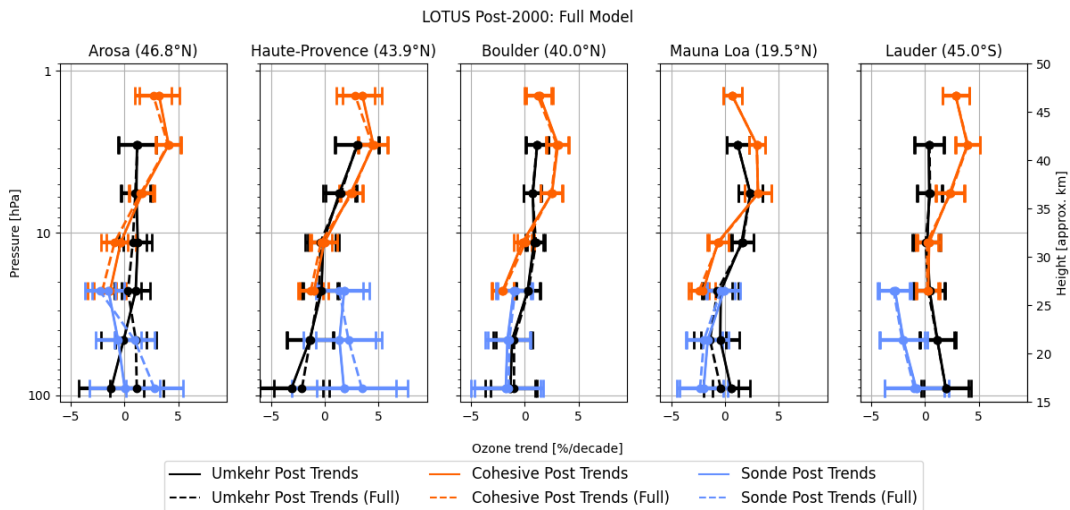 LOTUS Post-2000: Full Model
Arosa (46.8°N)
Haute-Provence (43.9°N)
Boulder (40.0°N)
Mauna Loa (19.5°N)
Lauder (45.0°S)
1
10
100
Pressure [hPa]
−5 0 5
−5 0 5
−5 0 5
−5 0 5
−5 0 5
50
45
40
35
30
25
20
15
Height [approx. km]
Ozone trend [%/decade]
Umkehr Post Trends
Cohesive Post Trends
Sonde Post Trends
Umkehr Post Trends (Full)
Cohesive Post Trends (Full)
Sonde Post Trends (Full)